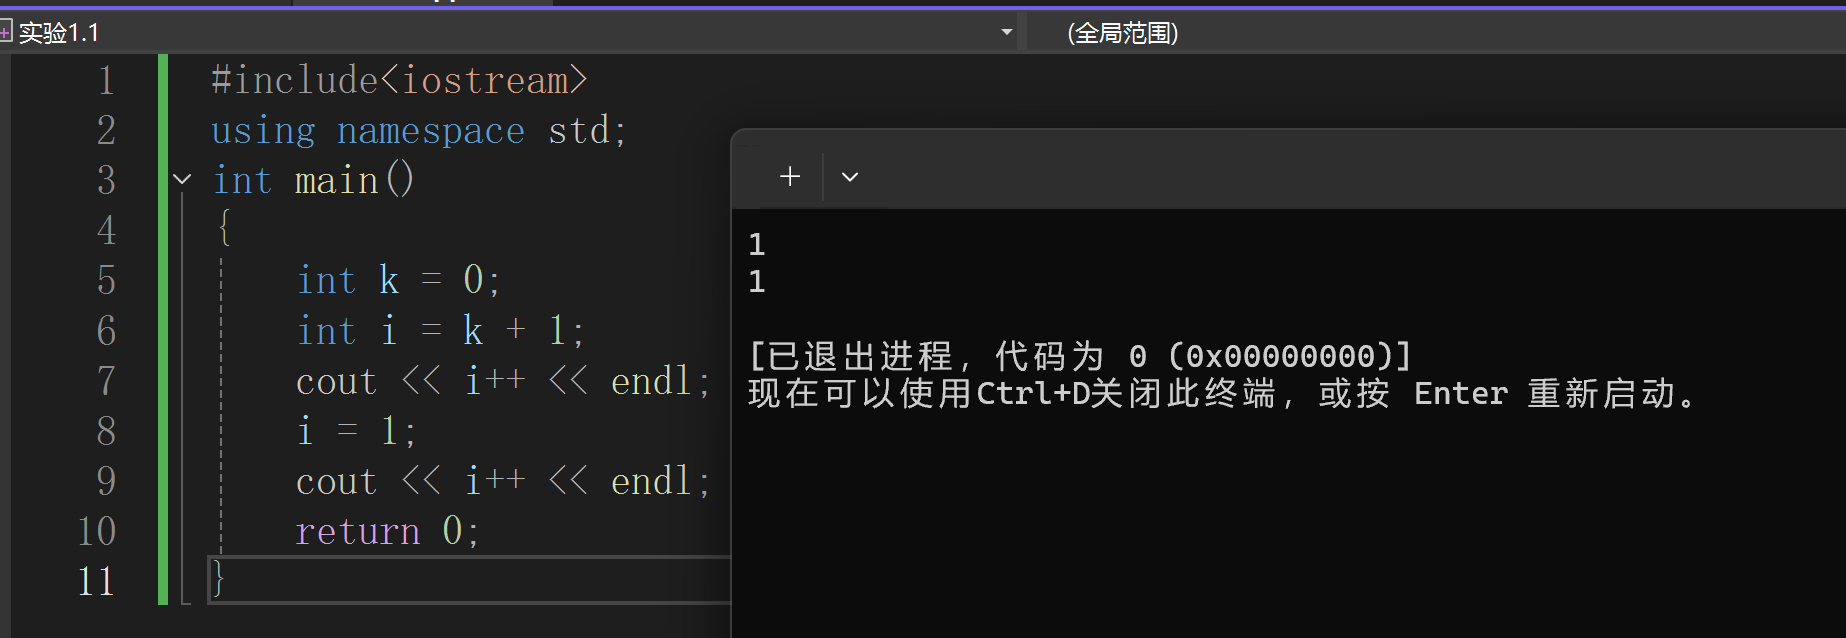 实验1.1
(全局范围)
1 #include<iostream>
2 using namespace std;
3 int main()
4 {
5 int k = 0;
6 int i = k + 1;
7 cout << i++ << endl;
8 i = 1;
9 cout << i++ << endl;
10 return 0;
11 }
1
1
[已退出进程，代码为 0 (0x00000000)]
现在可以使用Ctrl+D关闭此终端，或按 Enter 重新启动。